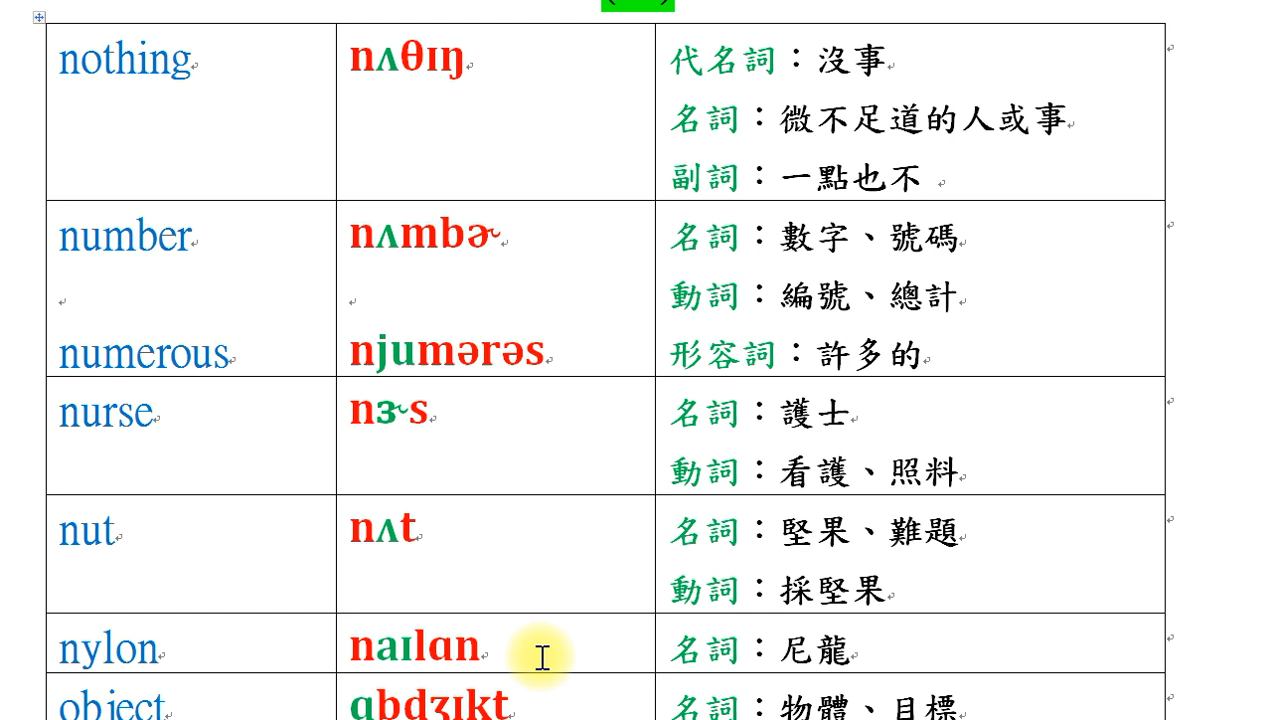 nothing nʌθɪŋ 代名詞：沒事
名詞：微不足道的人或事
副詞：一點也不
number nʌmbɚ 名詞：數字、號碼
動詞：編號、總計
numerous njumərəs 形容詞：許多的
nurse nɝs 名詞：護士
動詞：看護、照料
nut nʌt 名詞：堅果、難題
動詞：採堅果
nylon naɪlɑn 名詞：尼龍
object ɑbdʒɪkt 名詞：物體、目標